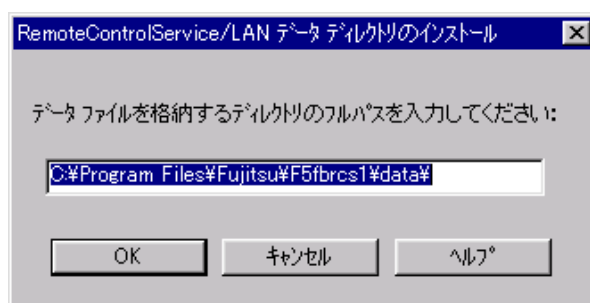 RemoteControlService/LAN ﾃﾞｰﾀ ﾃﾞｨﾚｸﾄﾘのインストール
ﾃﾞｰﾀ ﾌｧｲﾙを格納するﾃﾞｨﾚｸﾄﾘのﾌﾙﾊﾟｽを入力してください:
C:¥Program Files¥Fujitsu¥F5fbrcs1¥data¥
OK ｷｬﾝｾﾙ ﾍﾙﾌﾟ